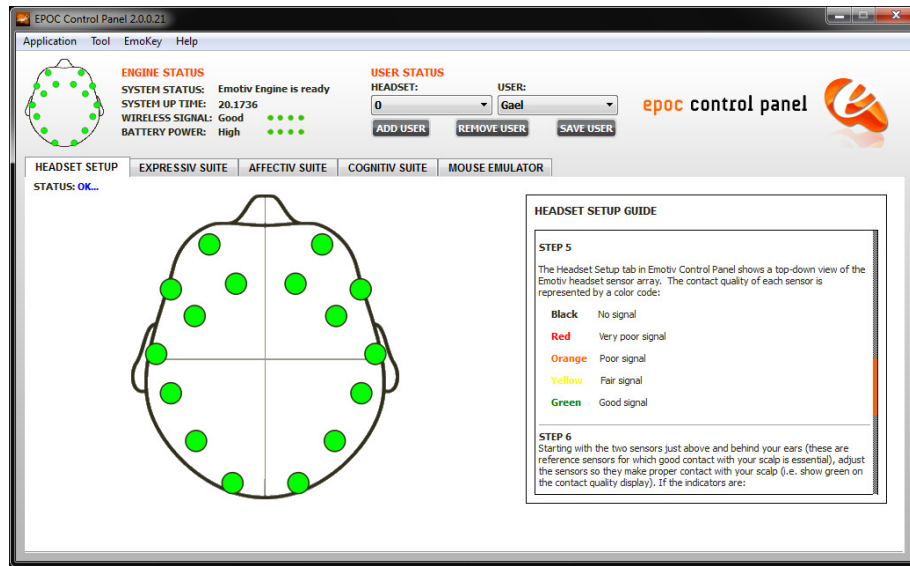 EPOC Control Panel 2.0.0.21
Application Tool EmoKey Help
ENGINE STATUS
SYSTEM STATUS: Emotiv Engine is ready
SYSTEM UP TIME: 20.1736
WIRELESS SIGNAL: Good
BATTERY POWER: High
USER STATUS
HEADSET: USER:
0 Gael
ADD USER REMOVE USER SAVE USER
epoc control panel
HEADSET SETUP EXPRESSIV SUITE AFFECTIV SUITE COGNITIV SUITE MOUSE EMULATOR
STATUS: OK...
HEADSET SETUP GUIDE
STEP 5
The Headset Setup tab in Emotiv Control Panel shows a top-down view of the
Emotiv headset sensor array. The contact quality of each sensor is
represented by a color code:
Black No signal
Red Very poor signal
Orange Poor signal
Yellow Fair signal
Green Good signal
STEP 6
Starting with the two sensors just above and behind your ears (these are
reference sensors for which good contact with your scalp is essential), adjust
the sensors so they make proper contact with your scalp (i.e. show green on
the contact quality display). If the indicators are: